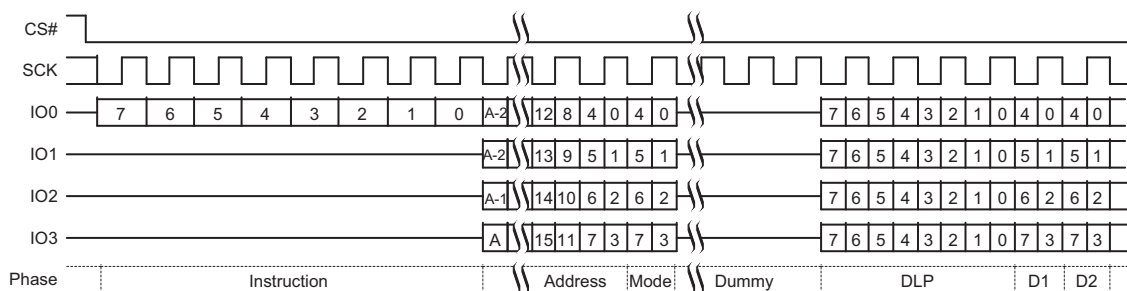 CS#
SCK
IO0 7 6 5 4 3 2 1 0 A-2 12 8 4 0 4 0 7 6 5 4 3 2 1 0 4 0 4 0
IO1 A-2 13 9 5 1 5 1 7 6 5 4 3 2 1 0 5 1 5 1
IO2 A-1 14 10 6 2 6 2 7 6 5 4 3 2 1 0 6 2 6 2
IO3 A 15 11 7 3 7 3 7 6 5 4 3 2 1 0 7 3 7 3
Phase Instruction Address Mode Dummy DLP D1 D2